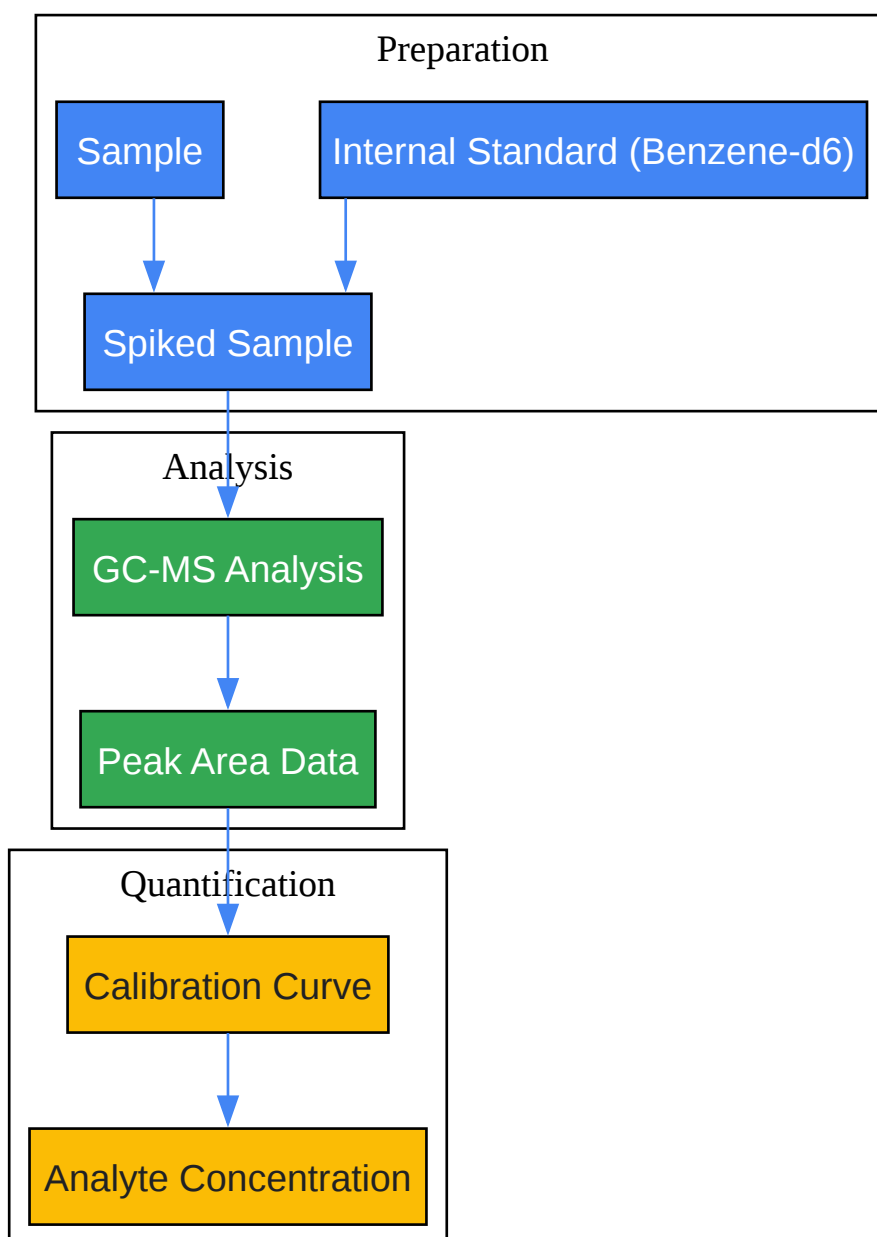 Preparation
Sample
Internal Standard (Benzene-d6)
Spiked Sample
Analysis
GC-MS Analysis
Peak Area Data
Quantification
Calibration Curve
Analyte Concentration